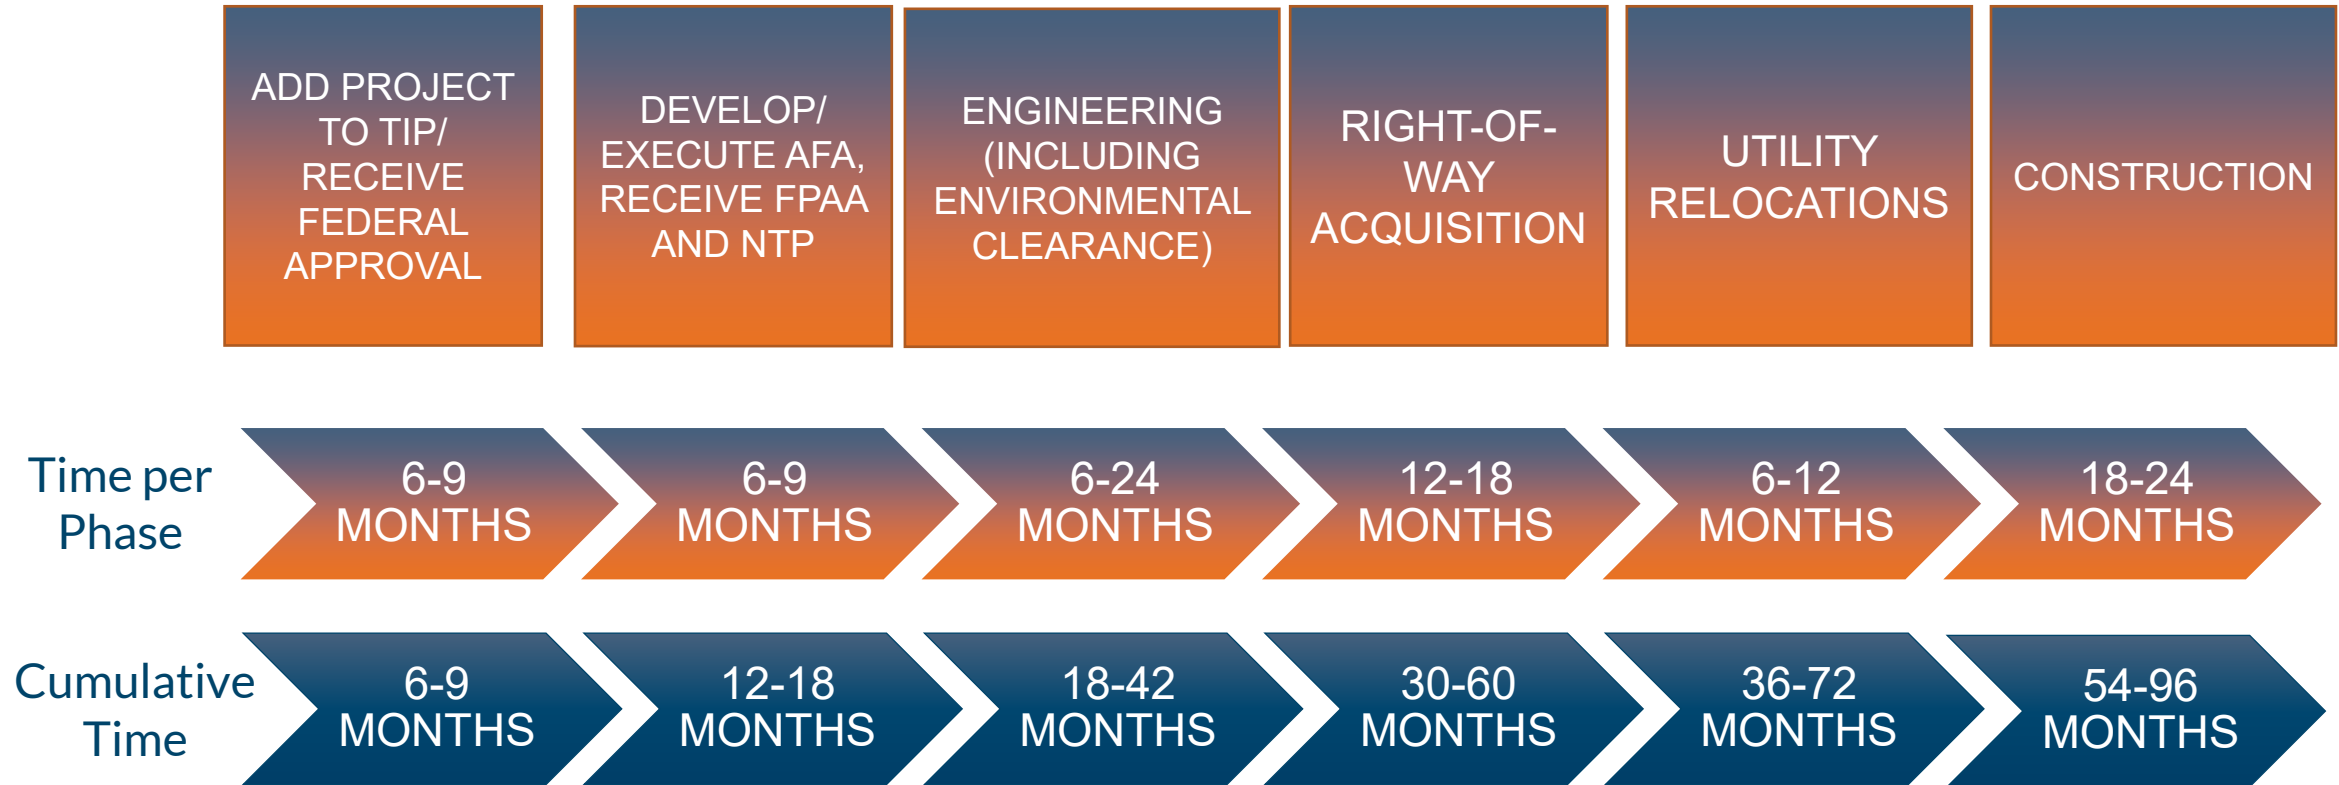 ADD PROJECT
TO TIP/
RECEIVE
FEDERAL
APPROVAL
DEVELOP/
EXECUTE AFA,
RECEIVE FPAA
AND NTP
ENGINEERING
(INCLUDING
ENVIRONMENTAL
CLEARANCE)
RIGHT-OF-
WAY
ACQUISITION
UTILITY
RELOCATIONS
CONSTRUCTION
Time per
Phase
6-9
MONTHS
6-9
MONTHS
6-24
MONTHS
12-18
MONTHS
6-12
MONTHS
18-24
MONTHS
Cumulative
Time
6-9
MONTHS
12-18
MONTHS
18-42
MONTHS
30-60
MONTHS
36-72
MONTHS
54-96
MONTHS